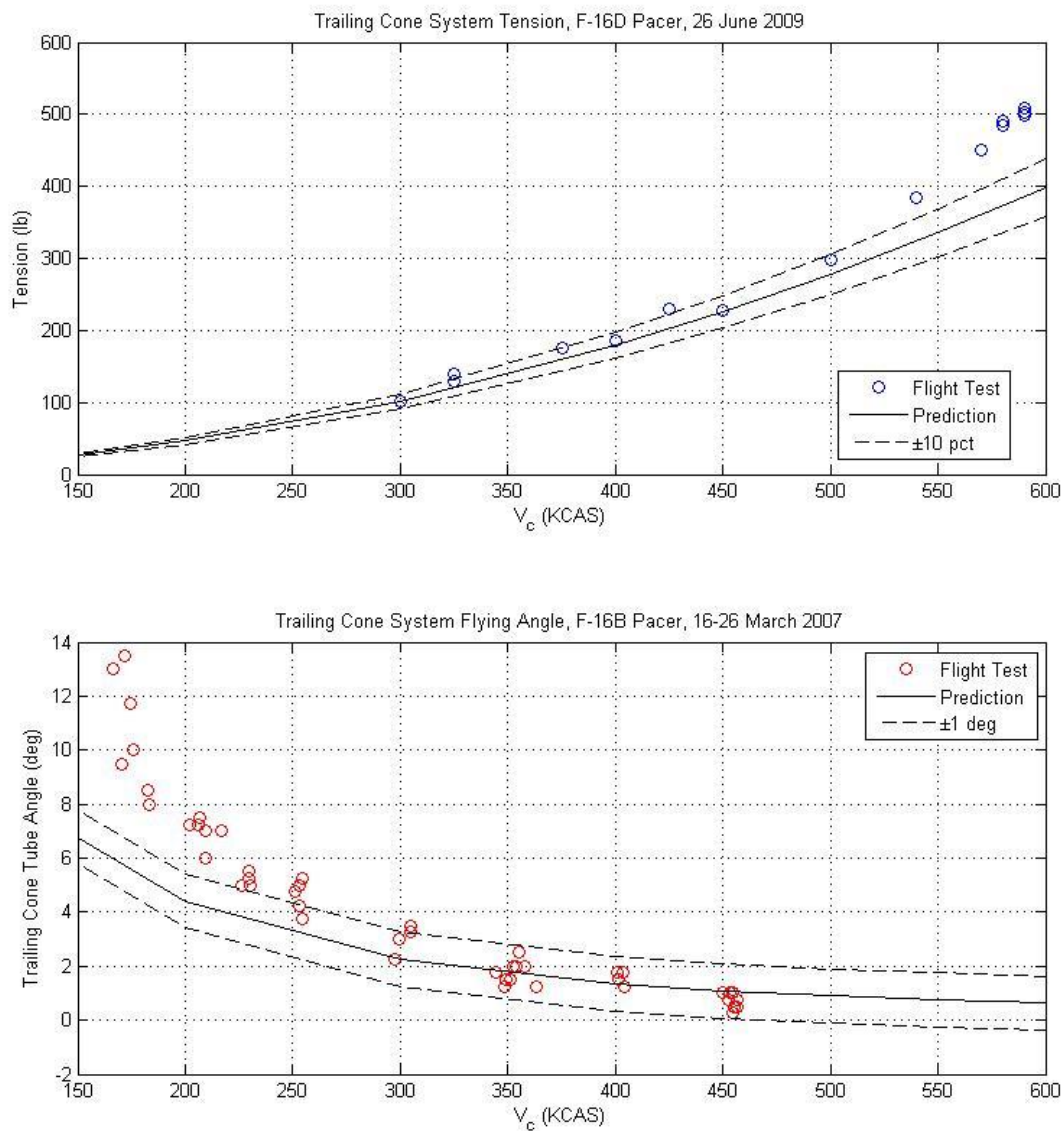 Trailing Cone System Tension, F-16D Pacer, 26 June 2009
600
500
400
300
200
100
0
Tension (lb)
Flight Test
Prediction
±10 pct
150 200 250 300 350 400 450 500 550 600
V_c (KCAS)
Trailing Cone System Flying Angle, F-16B Pacer, 16-26 March 2007
14
12
10
8
6
4
2
0
-2
Trailing Cone Tube Angle (deg)
Flight Test
Prediction
±1 deg
150 200 250 300 350 400 450 500 550 600
V_c (KCAS)